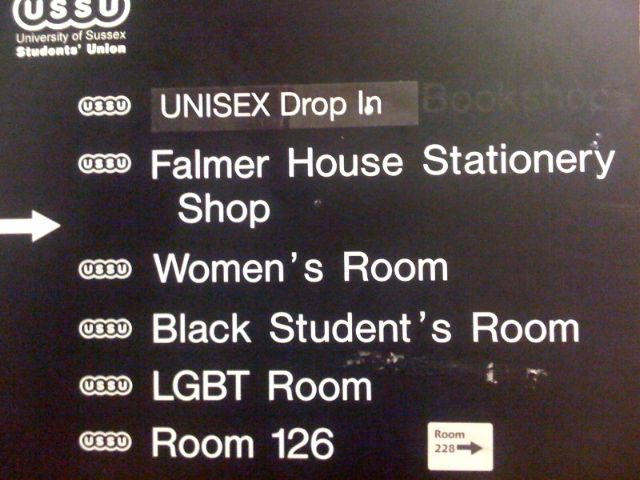 USSU
University of Sussex
Students' Union
USSU UNISEX Drop In Bookshop
USSU Falmer House Stationery
Shop
USSU Women's Room
USSU Black Student's Room
USSU LGBT Room
USSU Room 126
Room
228